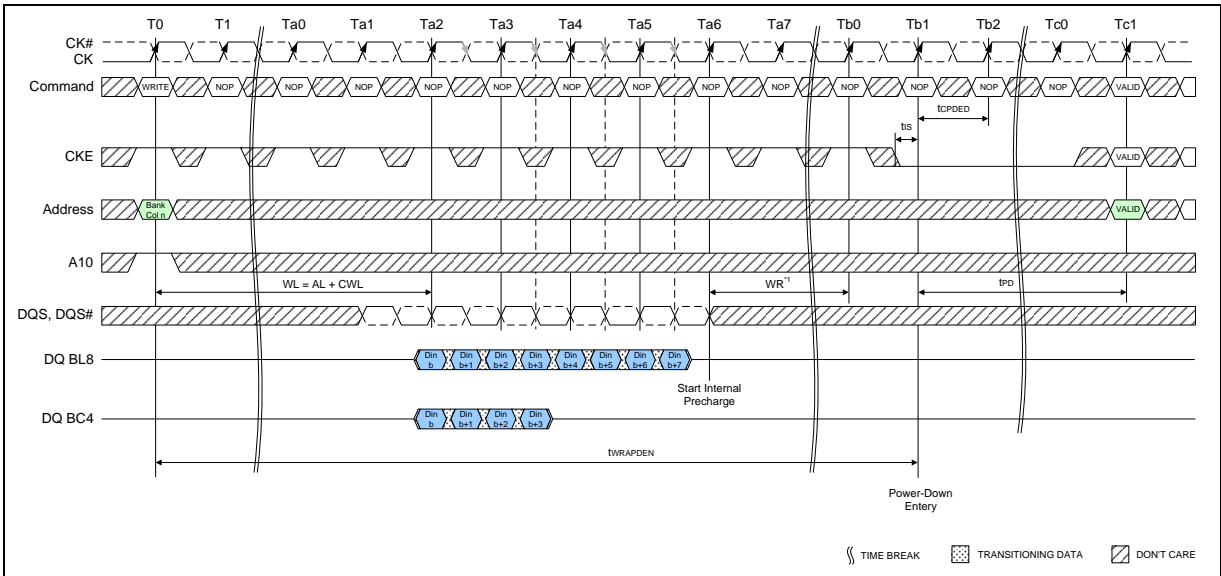 T0 T1 Ta0 Ta1 Ta2 Ta3 Ta4 Ta5 Ta6 Ta7 Tb0 Tb1 Tb2 Tc0 Tc1
CK#
CK
Command WRITE NOP NOP NOP NOP NOP NOP NOP NOP NOP NOP NOP NOP NOP VALID
tCPDED
tIS
CKE VALID
Address Bank Col n VALID
A10
WL = AL + CWL WR*1 tPD
DQS, DQS#
DQ BL8 Din b Din b+1 Din b+2 Din b+3 Din b+4 Din b+5 Din b+6 Din b+7
Start Internal
Precharge
DQ BC4 Din b Din b+1 Din b+2 Din b+3
tWRAPDEN
Power-Down
Entery
TIME BREAK TRANSITIONING DATA DON'T CARE